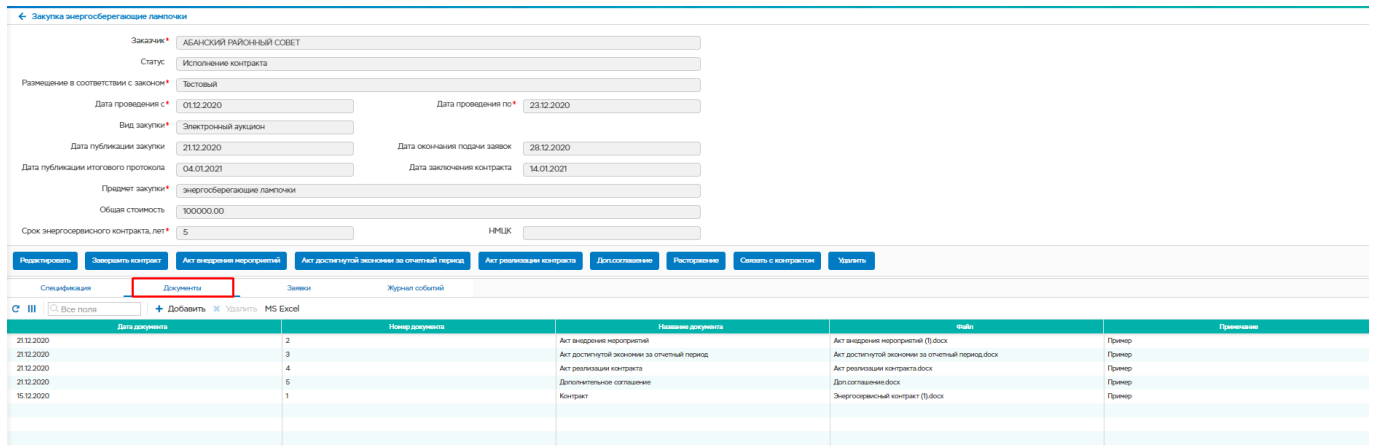 ← Закупка энергосберегающие лампочки
Заказчик* АБАНСКИЙ РАЙОННЫЙ СОВЕТ
Статус Исполнение контракта
Размещение в соответствии с законом* Тестовый
Дата проведения с* 01.12.2020 Дата проведения по* 23.12.2020
Вид закупки* Электронный аукцион
Дата публикации закупки 21.12.2020 Дата окончания подачи заявок 28.12.2020
Дата публикации итогового протокола 04.01.2021 Дата заключения контракта 14.01.2021
Предмет закупки* энергосберегающие лампочки
Общая стоимость 100000.00
Срок энергосервисного контракта, лет* 5 НМЦК
Редактировать Завершить контракт Акт внедрения мероприятий Акт достигнутой экономии за отчетный период Акт реализации контракта Доп.соглашение Расторжение Связать с контрактом Удалить
Спецификация Документы Заявки Журнал событий
Все поля + Добавить Удалить MS Excel
Дата документа Номер документа Название документа Файл Примечание
21.12.2020 2 Акт внедрения мероприятий Акт внедрения мероприятий (1).docx Пример
21.12.2020 3 Акт достигнутой экономии за отчетный период Акт достигнутой экономии за отчетный период.docx Пример
21.12.2020 4 Акт реализации контракта Акт реализации контракта.docx Пример
21.12.2020 5 Дополнительное соглашение Доп.соглашение.docx Пример
15.12.2020 1 Контракт Энергосервисный контракт (1).docx Пример